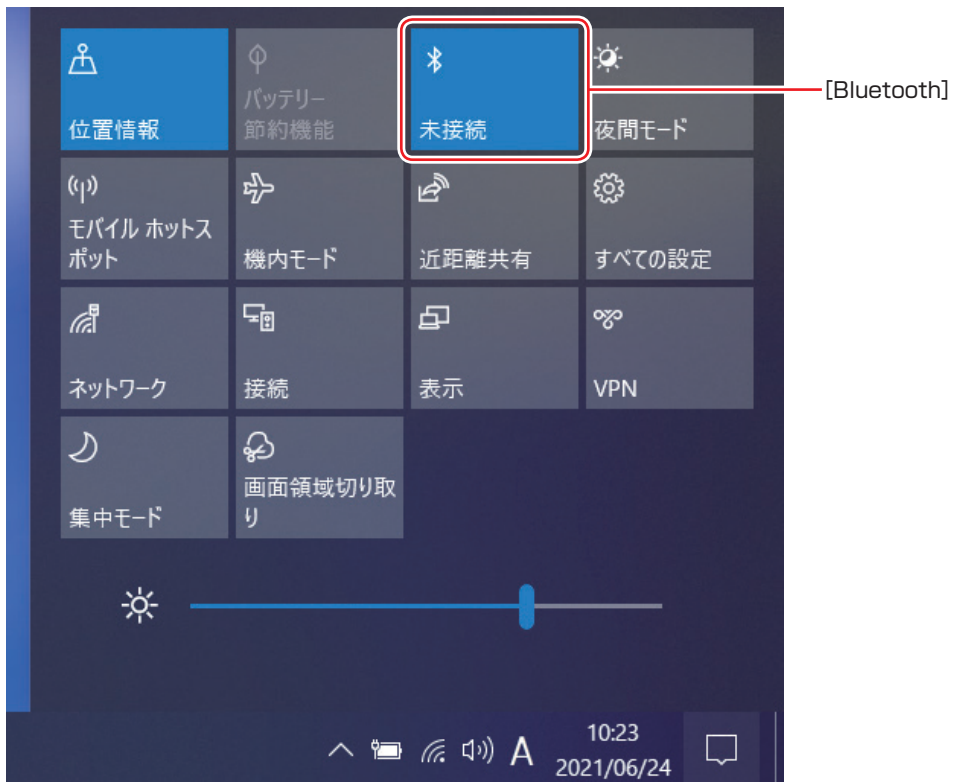 位置情報
バッテリー
節約機能
未接続
夜間モード
[Bluetooth]
モバイル ホットス
ポット
機内モード
近距離共有
すべての設定
ネットワーク
接続
表示
VPN
集中モード
画面領域切り取
り
A
10:23
2021/06/24